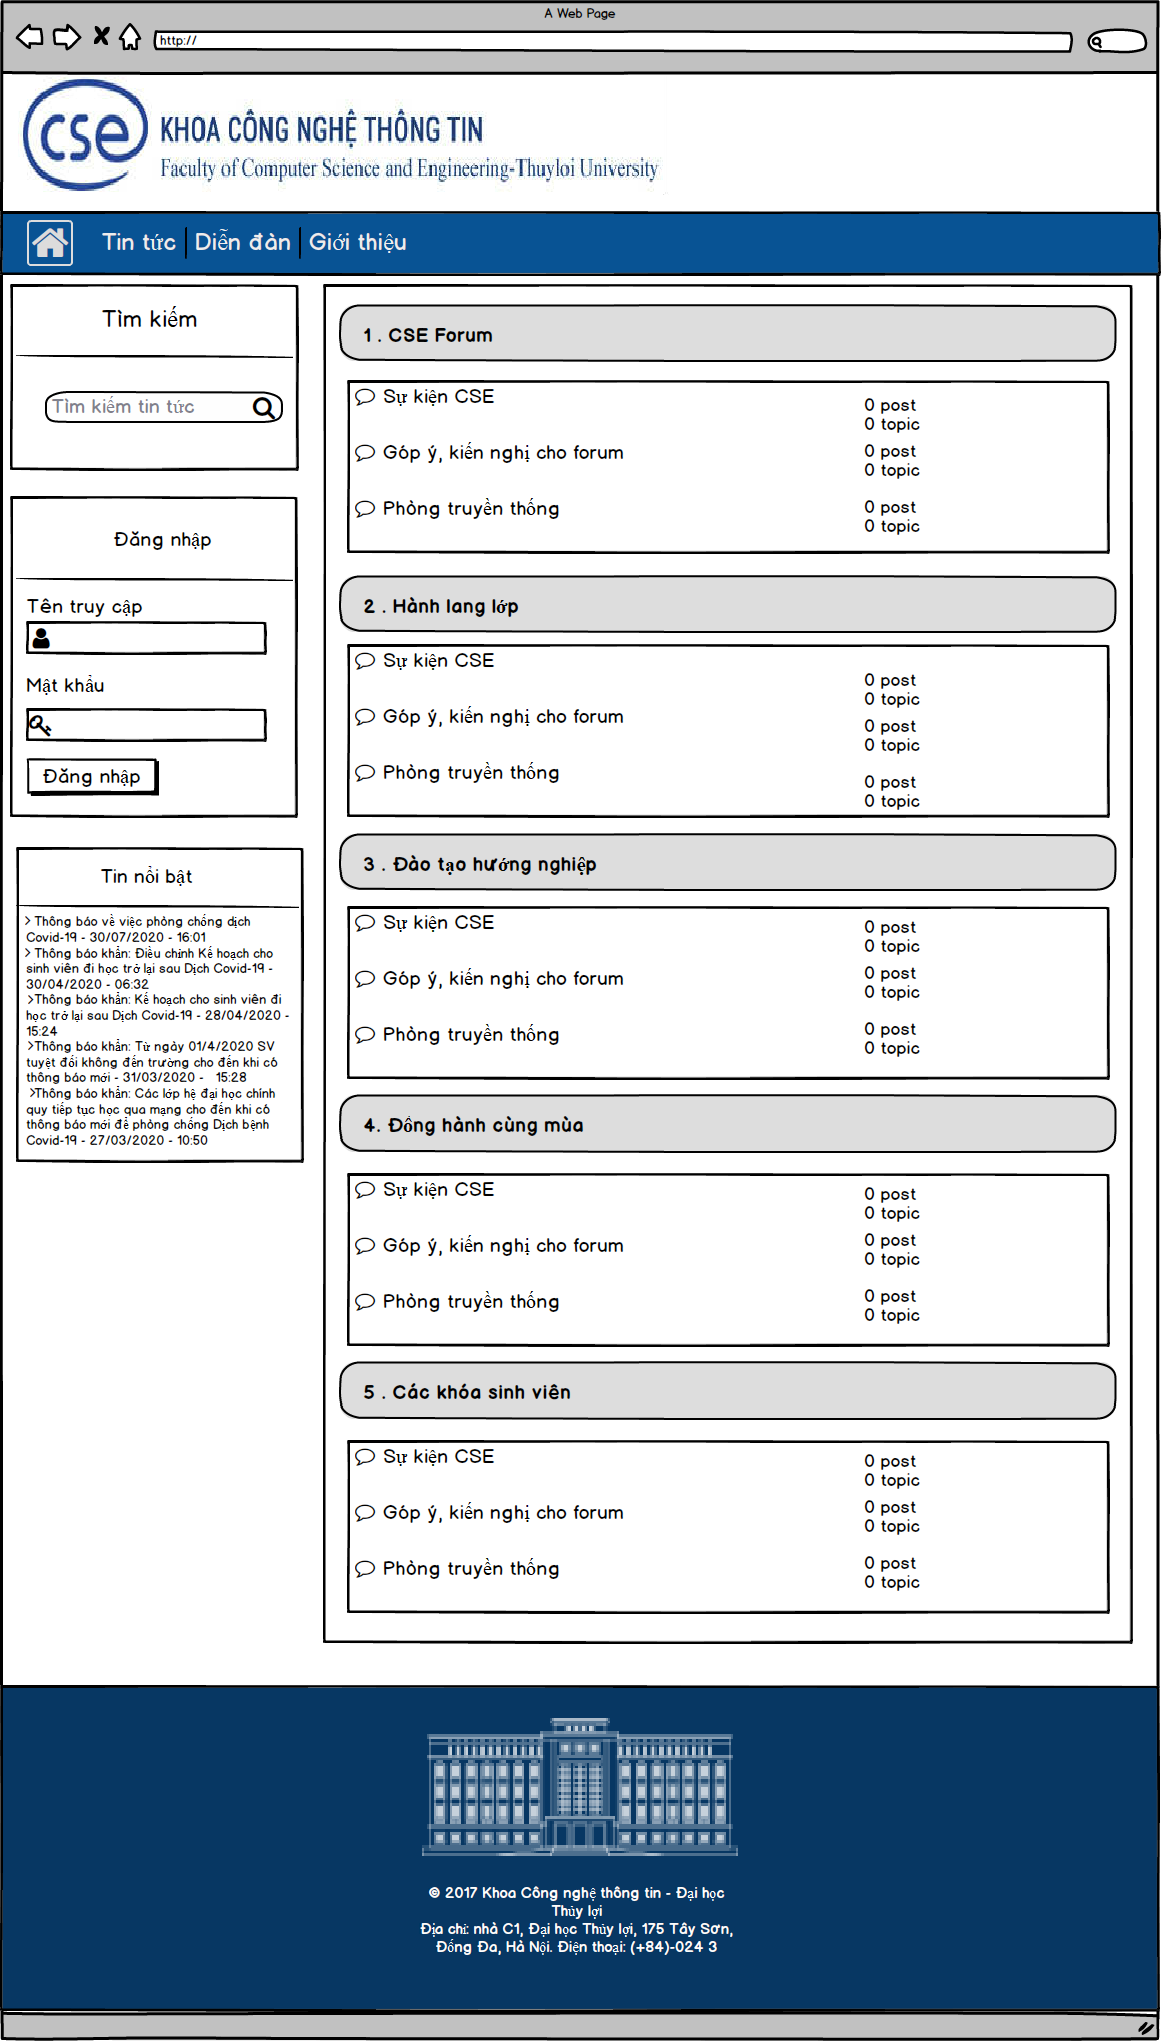 A Web Page
http://
cse
KHOA CÔNG NGHỆ THÔNG TIN
Faculty of Computer Science and Engineering-Thuyloi University
Tin tức Diễn đàn Giới thiệu
Tìm kiếm
Tìm kiếm tin tức
Đăng nhập
Tên truy cập
Mật khẩu
Đăng nhập
Tin nổi bật
> Thông báo về việc phòng chống dịch
Covid-19 - 30/07/2020 - 16:01
> Thông báo khẩn: Điều chỉnh Kế hoạch cho
sinh viên đi học trở lại sau Dịch Covid-19 -
30/04/2020 - 06:32
>Thông báo khẩn: Kế hoạch cho sinh viên đi
học trở lại sau Dịch Covid-19 - 28/04/2020 -
15:24
>Thông báo khẩn: Từ ngày 01/4/2020 SV
tuyệt đối không đến trường cho đến khi có
thông báo mới - 31/03/2020 - 15:28
>Thông báo khẩn: Các lớp hệ đại học chính
quy tiếp tục học qua mạng cho đến khi có
thông báo mới để phòng chống Dịch bệnh
Covid-19 - 27/03/2020 - 10:50
1 . CSE Forum
Sự kiện CSE
0 post
0 topic
Góp ý, kiến nghị cho forum
0 post
0 topic
Phòng truyền thống
0 post
0 topic
2 . Hành lang lớp
Sự kiện CSE
0 post
0 topic
Góp ý, kiến nghị cho forum
0 post
0 topic
Phòng truyền thống
0 post
0 topic
3 . Đào tạo hướng nghiệp
Sự kiện CSE
0 post
0 topic
Góp ý, kiến nghị cho forum
0 post
0 topic
Phòng truyền thống
0 post
0 topic
4. Đồng hành cùng mùa
Sự kiện CSE
0 post
0 topic
Góp ý, kiến nghị cho forum
0 post
0 topic
Phòng truyền thống
0 post
0 topic
5 . Các khóa sinh viên
Sự kiện CSE
0 post
0 topic
Góp ý, kiến nghị cho forum
0 post
0 topic
Phòng truyền thống
0 post
0 topic
© 2017 Khoa Công nghệ thông tin - Đại học
Thủy lợi
Địa chỉ: nhà C1, Đại học Thủy lợi, 175 Tây Sơn,
Đống Đa, Hà Nội. Điện thoại: (+84)-024 3